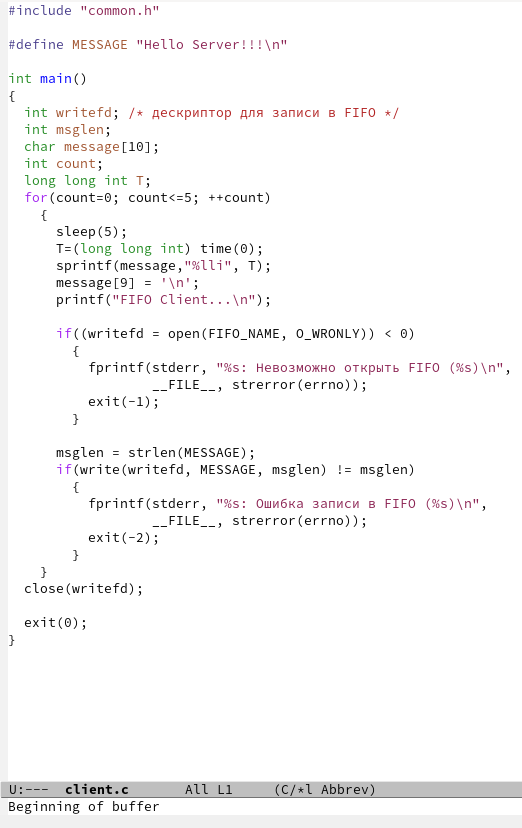 #include "common.h"

#define MESSAGE "Hello Server!!!\n"

int main()
{
  int writefd; /* дескриптор для записи в FIFO */
  int msglen;
  char message[10];
  int count;
  long long int T;
  for(count=0; count<=5; ++count)
    {
      sleep(5);
      T=(long long int) time(0);
      sprintf(message,"%lli", T);
      message[9] = '\n';
      printf("FIFO Client...\n");

      if((writefd = open(FIFO_NAME, O_WRONLY)) < 0)
        {
          fprintf(stderr, "%s: Невозможно открыть FIFO (%s)\n",
                  __FILE__, strerror(errno));
          exit(-1);
        }

      msglen = strlen(MESSAGE);
      if(write(writefd, MESSAGE, msglen) != msglen)
        {
          fprintf(stderr, "%s: Ошибка записи в FIFO (%s)\n",
                  __FILE__, strerror(errno));
          exit(-2);
        }
    }
  close(writefd);

  exit(0);
}
U:---  client.c       All L1     (C/*l Abbrev)
Beginning of buffer